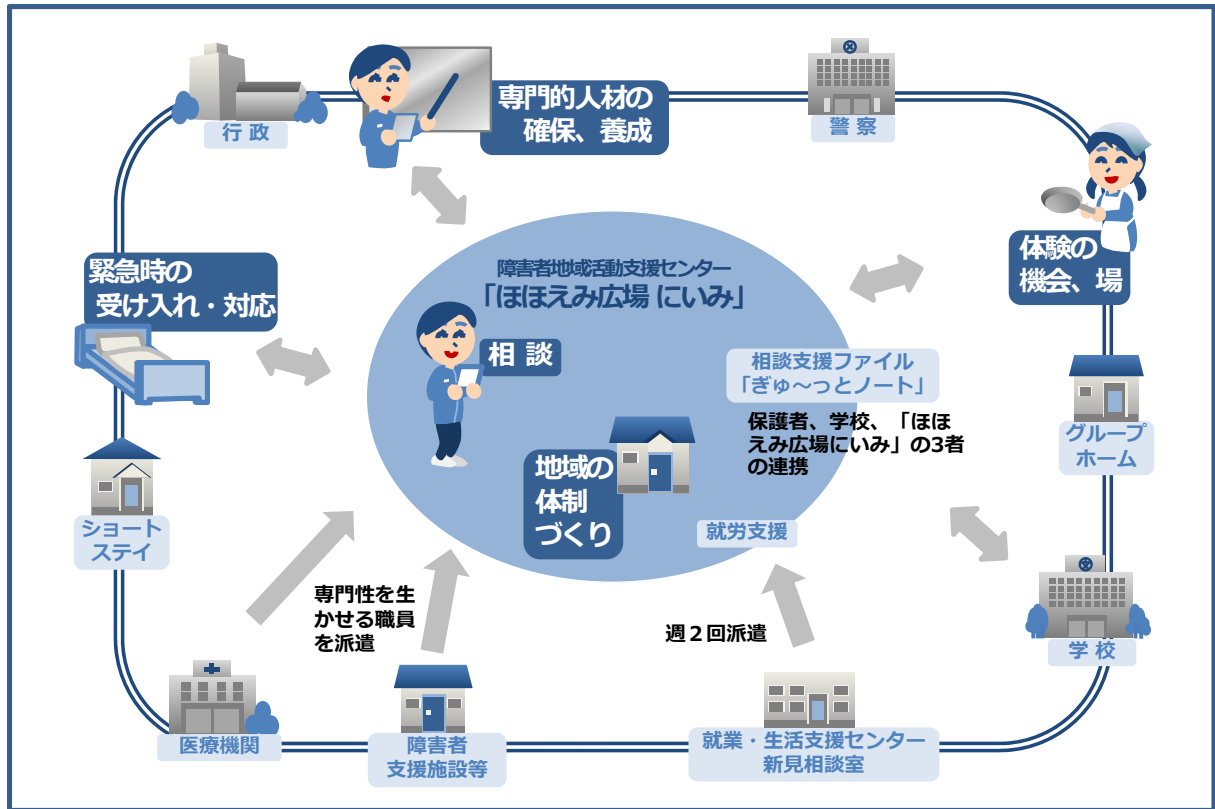 行 政
専門的人材の
確保、養成
警 察
体験の
機会、場
緊急時の
受け入れ・対応
障害者地域活動支援センター
「ほほえみ広場 にいみ」
相 談
相談支援ファイル
「ぎゅ～っとノート」
保護者、学校、「ほほ
えみ広場にいみ」の3者
の連携
グループ
ホーム
地域の
体制
づくり
就労支援
ショート
ステイ
専門性を生
かせる職員
を派遣
週２回派遣
学 校
医療機関
障害者
支援施設等
就業・生活支援センター
新見相談室